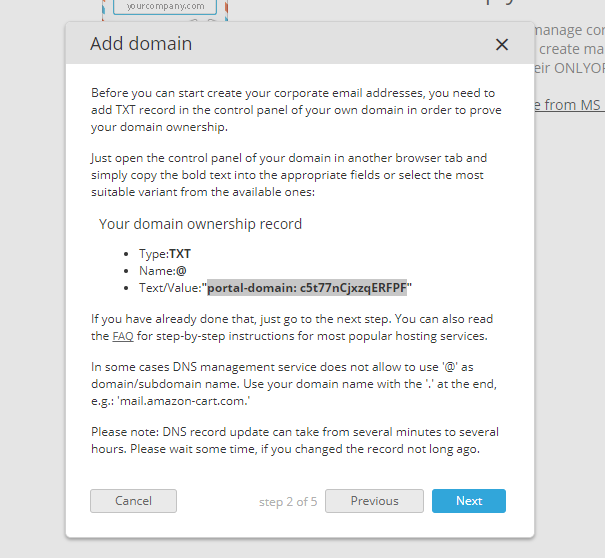 yourcompany.com
manage cor
Add domain
create ma
eir ONLYOF
Before you can start create your corporate email addresses, you need to
e from MS
add TXT record in the control panel of your own domain in order to prove
your domain ownership.
Just open the control panel of your domain in another browser tab and
simply copy the bold text into the appropriate fields or select the most
suitable variant from the available ones:
Your domain ownership record
• Type:TXT
• Name:@
• Text/Value:"portal-domain: c5t77nCjxzqERFPF"
If you have already done that, just go to the next step. You can also read
the FAQ for step-by-step instructions for most popular hosting services.
In some cases DNS management service does not allow to use '@' as
domain/subdomain name. Use your domain name with the '.' at the end,
e.g.: 'mail.amazon-cart.com.'
Please note: DNS record update can take from several minutes to several
hours. Please wait some time, if you changed the record not long ago.
Cancel step 2 of 5 Previous Next